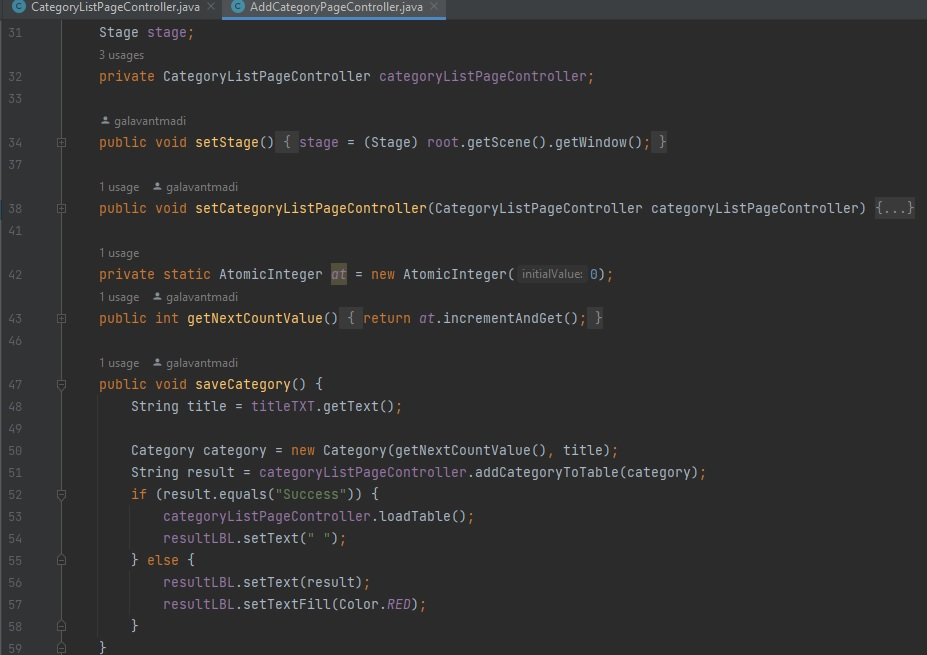 CategoryListPageController.java AddCategoryPageController.java
31 Stage stage;
3 usages
32 private CategoryListPageController categoryListPageController;
33
galavantmadi
34 public void setStage() { stage = (Stage) root.getScene().getWindow(); }
37
1 usage galavantmadi
38 public void setCategoryListPageController(CategoryListPageController categoryListPageController) {...}
41
1 usage
42 private static AtomicInteger at = new AtomicInteger( initialValue: 0);
1 usage galavantmadi
43 public int getNextCountValue() { return at.incrementAndGet(); }
46
1 usage galavantmadi
47 public void saveCategory() {
48 String title = titleTXT.getText();
49
50 Category category = new Category(getNextCountValue(), title);
51 String result = categoryListPageController.addCategoryToTable(category);
52 if (result.equals("Success")) {
53 categoryListPageController.loadTable();
54 resultLBL.setText(" ");
55 } else {
56 resultLBL.setText(result);
57 resultLBL.setTextFill(Color.RED);
58 }
59 }